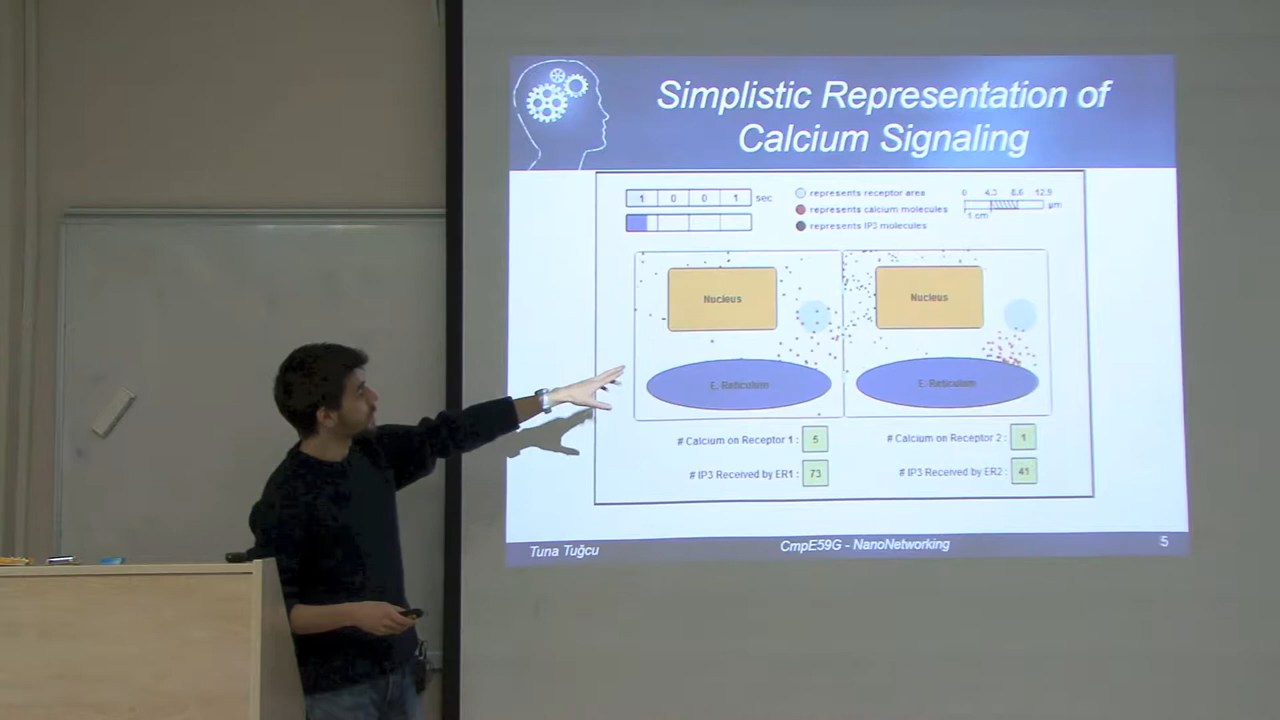 Simplistic Representation of
Calcium Signaling
1 0 0 1 sec
represents receptor area
represents calcium molecules
represents IP3 molecules
0 4.3 8.6 12.9
µm
1 cm
Nucleus
Nucleus
E. Reticulum
E. Reticulum
# Calcium on Receptor 1 : 5
# Calcium on Receptor 2 : 1
# IP3 Received by ER1 : 73
# IP3 Received by ER2 : 41
Tuna Tuğcu
CmpE59G - NanoNetworking
5